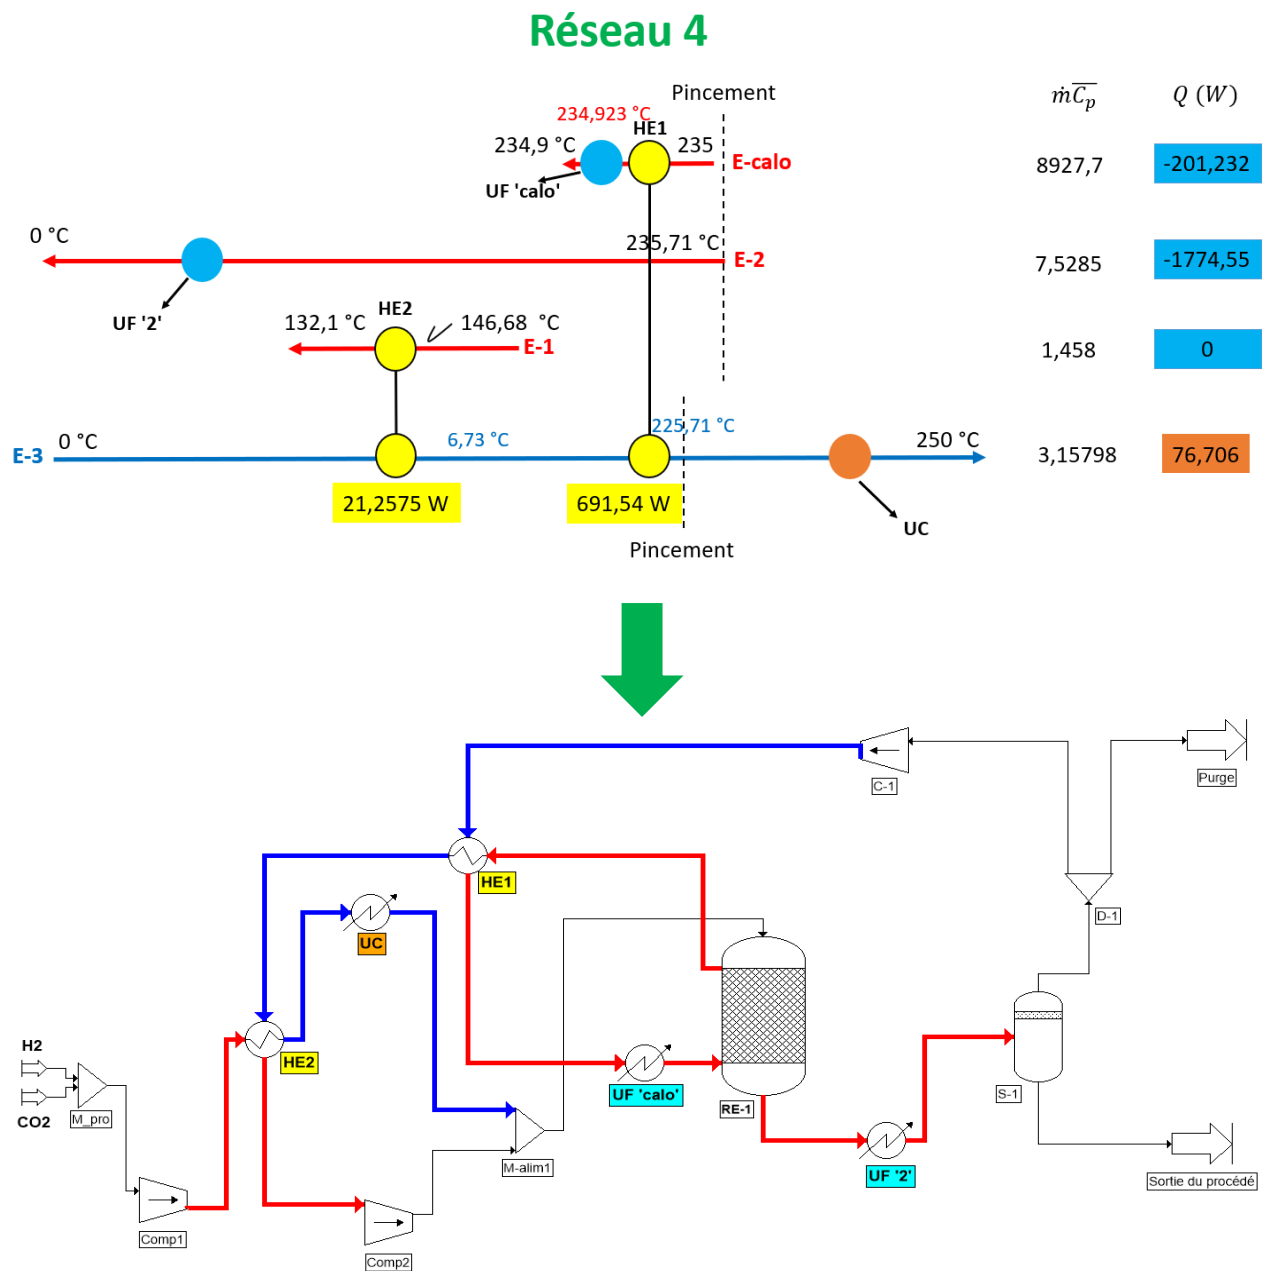 Réseau 4
Pincement
ṁC̅p̅
Q (W)
234,923 °C
HE1
234,9 °C
235
E-calo
8927,7
-201,232
UF 'calo'
0 °C
235,71 °C
E-2
7,5285
-1774,55
UF '2'
HE2
132,1 °C
146,68 °C
E-1
1,458
0
E-3
0 °C
6,73 °C
225,71 °C
250 °C
3,15798
76,706
21,2575 W
691,54 W
UC
Pincement
C-1
Purge
HE1
UC
D-1
H2
CO2
M_pro
HE2
UF 'calo'
RE-1
S-1
M-alim1
UF '2'
Sortie du procédé
Comp1
Comp2